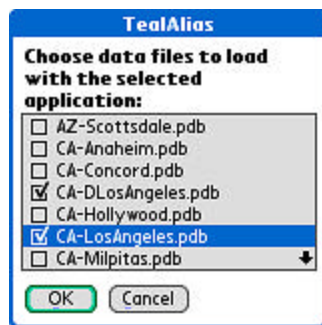 TealAlias
Choose data files to load
with the selected
application:
AZ-Scottsdale.pdb
CA-Anaheim.pdb
CA-Concord.pdb
CA-DLosAngeles.pdb
CA-Hollywood.pdb
CA-LosAngeles.pdb
CA-Milpitas.pdb
OK Cancel